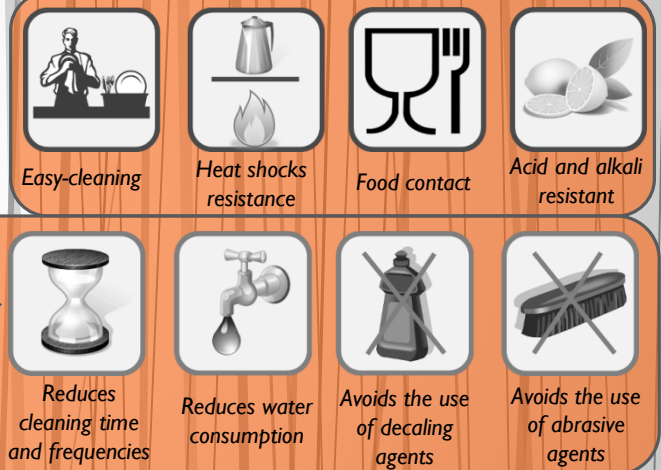 Easy-cleaning
Heat shocks
resistance
Food contact
Acid and alkali
resistant
Reduces
cleaning time
and frequencies
Reduces water
consumption
Avoids the use
of decaling
agents
Avoids the use
of abrasive
agents